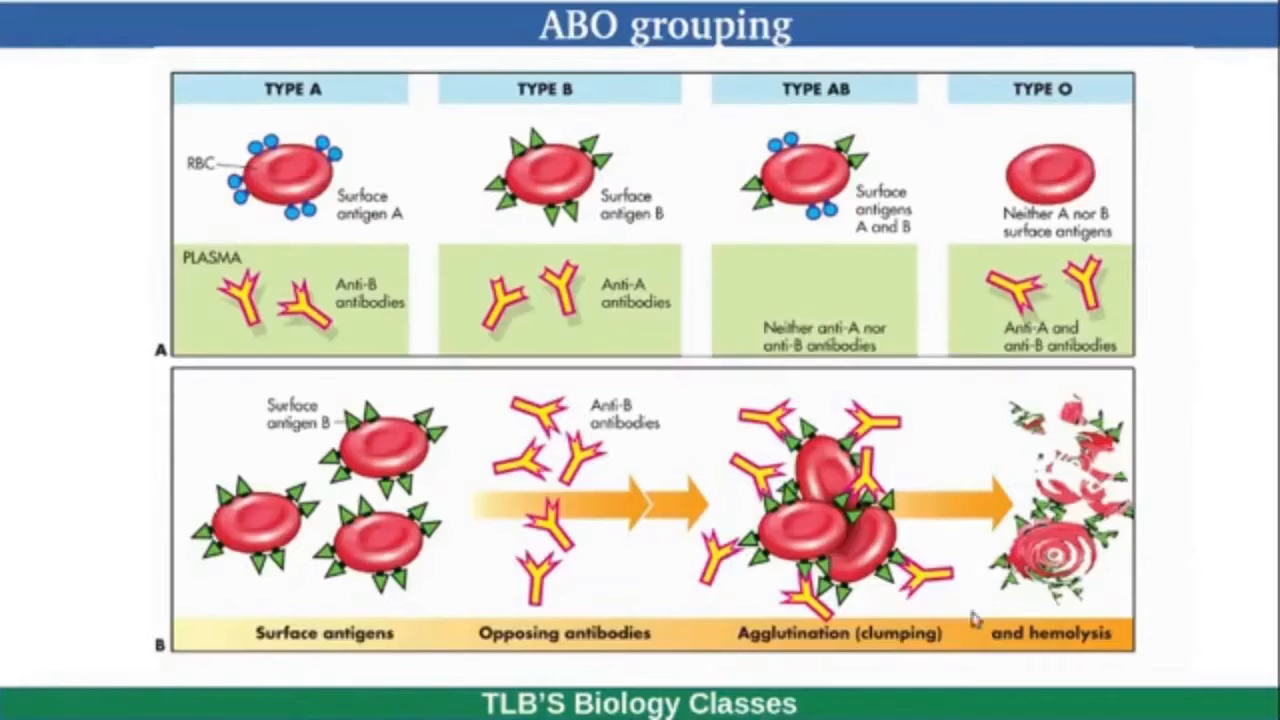 ABO grouping
TYPE A
TYPE B
TYPE AB
TYPE O
RBC
Surface
antigen A
Surface
antigen B
Surface
antigens
A and B
Neither A nor B
surface antigens
PLASMA
Anti-B
antibodies
Anti-A
antibodies
Neither anti-A nor
anti-B antibodies
Anti-A and
anti-B antibodies
A
Surface
antigen B
Anti-B
antibodies
Surface antigens
Opposing antibodies
Agglutination (clumping)
and hemolysis
B
TLB'S Biology Classes